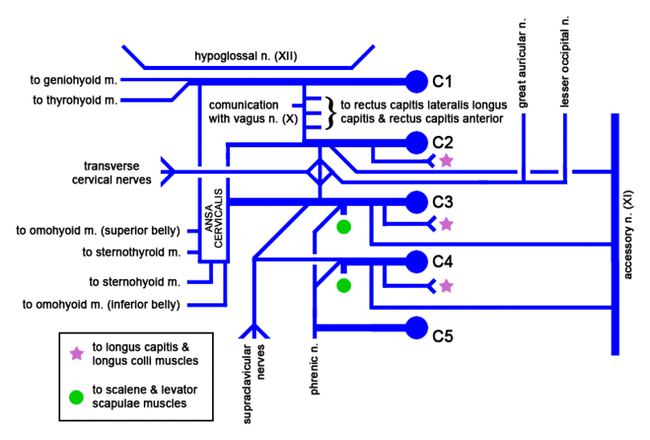 great auricular n.
lesser occipital n.
hypoglossal n. (XII)
to geniohyoid m.
C1
to thyrohyoid m.
comunication
with vagus n. (X)
to rectus capitis lateralis longus
capitis & rectus capitis anterior
C2
transverse
cervical nerves
C3
ANSA
CERVICALIS
accessory n. (XI)
to omohyoid m. (superior belly)
to sternothyroid m.
C4
to sternohyoid m.
to omohyoid m. (inferior belly)
C5
supraclavicular
nerves
phrenic n.
to longus capitis &
longus colli muscles
to scalene & levator
scapulae muscles